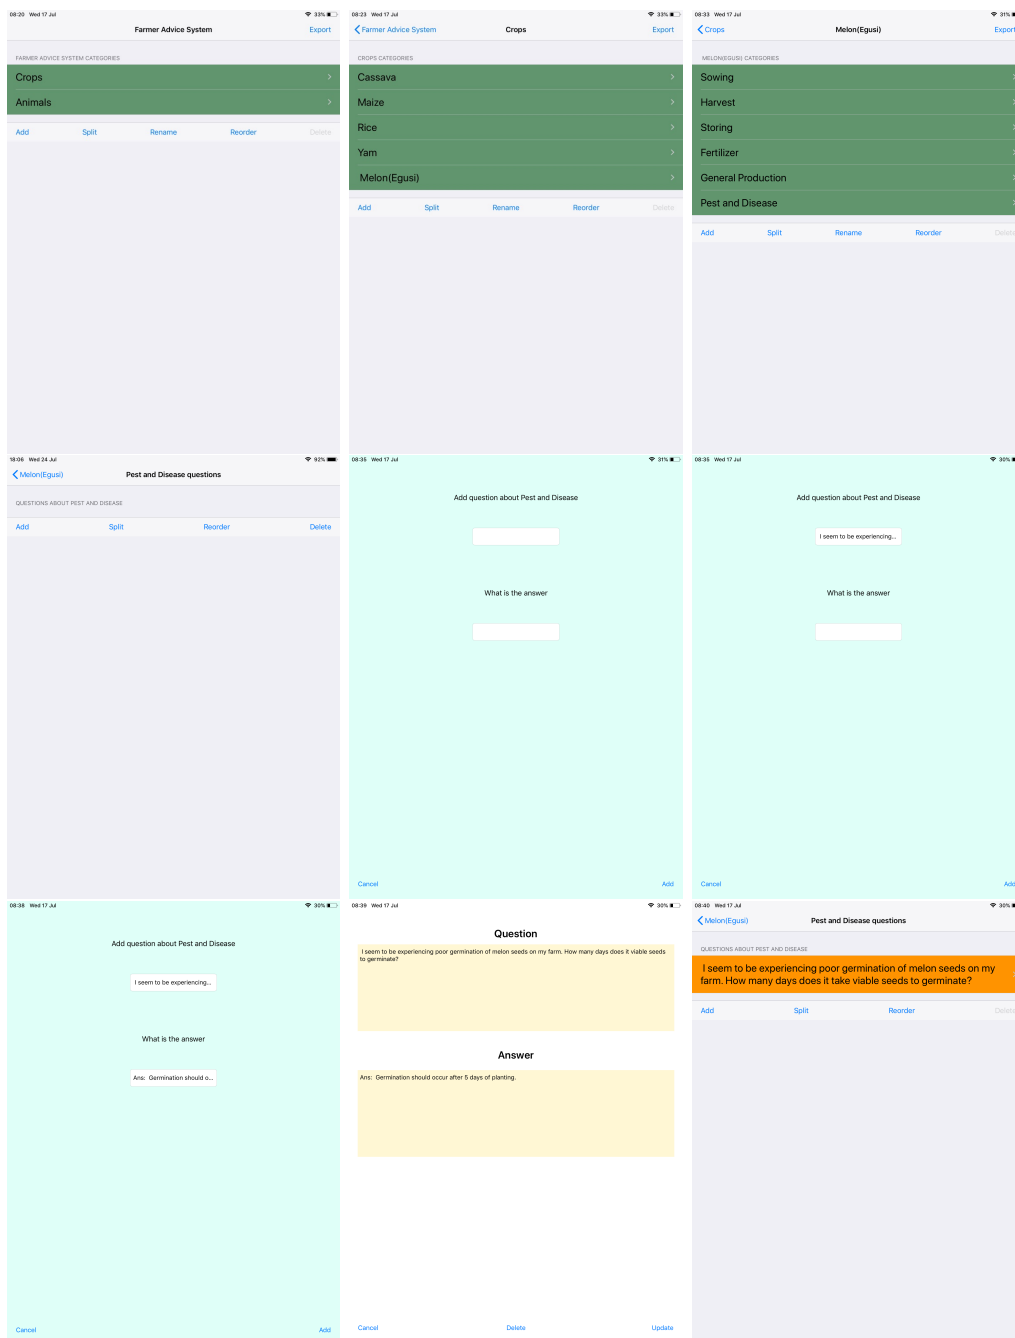 08:20 Wed 17 Jul 33%
Farmer Advice System Export
FARMER ADVICE SYSTEM CATEGORIES
Crops
Animals
Add Split Rename Reorder Delete
08:23 Wed 17 Jul 33%
Farmer Advice System Crops Export
CROPS CATEGORIES
Cassava
Maize
Rice
Yam
Melon(Egusi)
Add Split Rename Reorder Delete
08:33 Wed 17 Jul 31%
Crops Melon(Egusi) Export
MELON(EGUSI) CATEGORIES
Sowing
Harvest
Storing
Fertilizer
General Production
Pest and Disease
Add Split Rename Reorder Delete
18:06 Wed 24 Jul 92%
Melon(Egusi) Pest and Disease questions
QUESTIONS ABOUT PEST AND DISEASE
Add Split Reorder Delete
08:35 Wed 17 Jul 31%
Add question about Pest and Disease
What is the answer
Cancel Add
08:35 Wed 17 Jul 30%
Add question about Pest and Disease
I seem to be experiencing...
What is the answer
Cancel Add
08:38 Wed 17 Jul 30%
Add question about Pest and Disease
I seem to be experiencing...
What is the answer
Ans: Germination should o...
Cancel Add
08:39 Wed 17 Jul 30%
Question
I seem to be experiencing poor germination of melon seeds on my farm. How many days does it viable seeds
to germinate?
Answer
Ans: Germination should occur after 5 days of planting.
Cancel Delete Update
08:40 Wed 17 Jul 30%
Melon(Egusi) Pest and Disease questions
QUESTIONS ABOUT PEST AND DISEASE
I seem to be experiencing poor germination of melon seeds on my
farm. How many days does it take viable seeds to germinate?
Add Split Reorder Delete